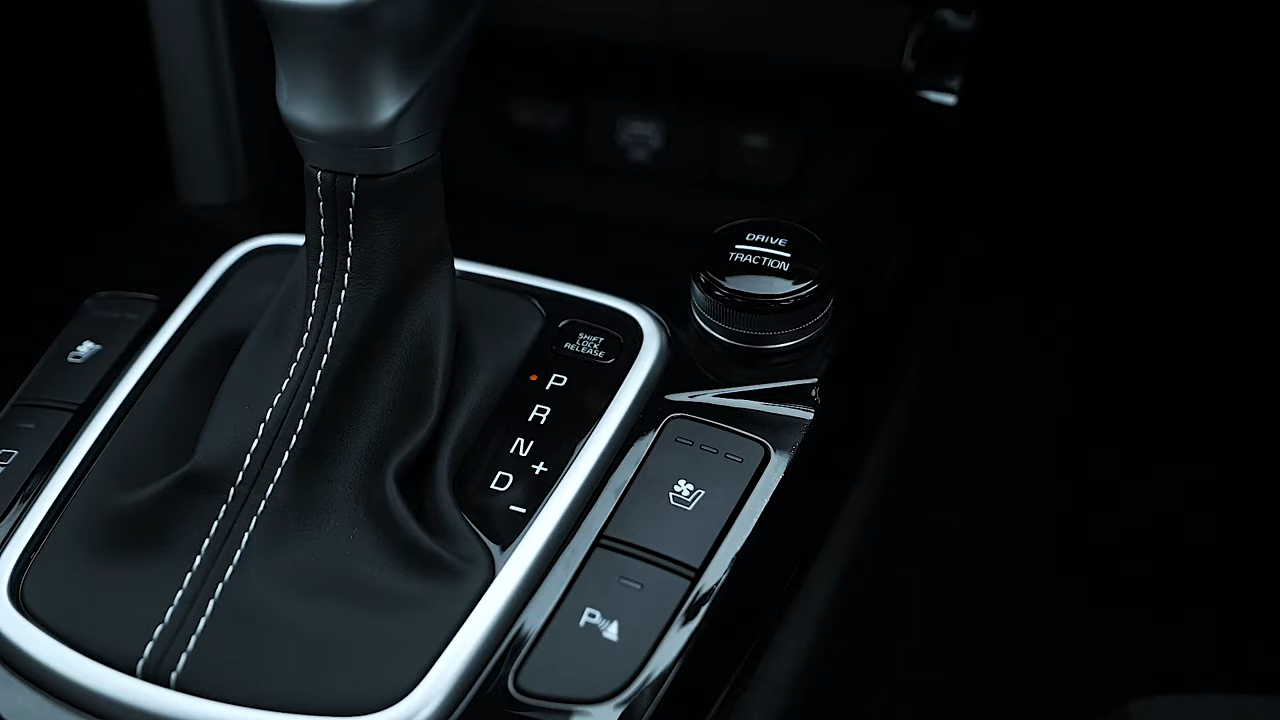 DRIVE
TRACTION
SHIFT
LOCK
RELEASE
P
R
N
D
+
−
P